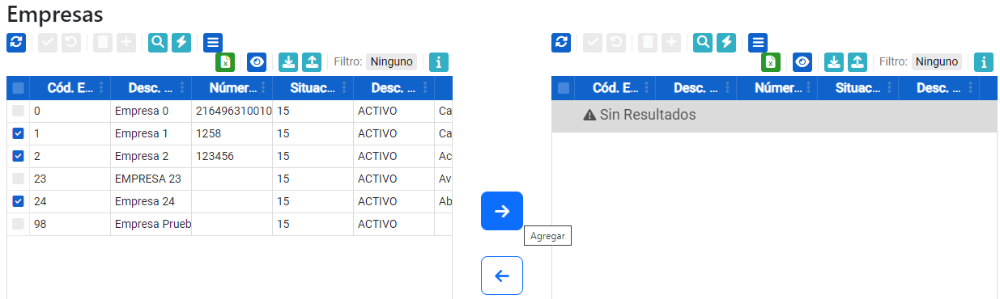 Empresas
Filtro: Ninguno
Cód. E... Desc. ... Númer... Situac... Desc. ...
0 Empresa 0 216496310010 15 ACTIVO Ca
1 Empresa 1 1258 15 ACTIVO Ca
2 Empresa 2 123456 15 ACTIVO Ac
23 EMPRESA 23 15 ACTIVO Av
24 Empresa 24 15 ACTIVO Ab
98 Empresa Prueb 15 ACTIVO
Agregar
Filtro: Ninguno
Cód. E... Desc. ... Númer... Situac... Desc. ...
Sin Resultados